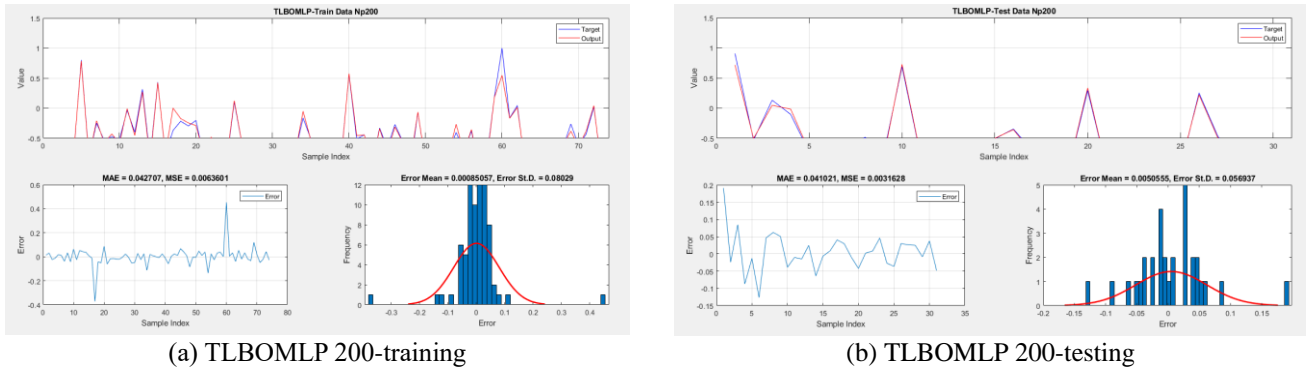 TLBOMLP-Train Data Np200
1.5
1
0.5
0
-0.5
Value
Target
Output
0 10 20 30 40 50 60 70
Sample Index
MAE = 0.042707, MSE = 0.0063601
0.6
0.4
0.2
0
-0.2
-0.4
Error
Error
0 10 20 30 40 50 60 70 80
Sample Index
Error Mean = 0.00085057, Error St.D. = 0.08029
12
10
8
6
4
2
0
Frequency
-0.3 -0.2 -0.1 0 0.1 0.2 0.3 0.4
Error
(a) TLBOMLP 200-training
TLBOMLP-Test Data Np200
1.5
1
0.5
0
-0.5
Value
Target
Output
0 5 10 15 20 25 30
Sample Index
MAE = 0.041021, MSE = 0.0031628
0.2
0.15
0.1
0.05
0
-0.05
-0.1
-0.15
Error
Error
0 5 10 15 20 25 30 35
Sample Index
Error Mean = 0.0050555, Error St.D. = 0.056937
5
4
3
2
1
0
Frequency
-0.2 -0.15 -0.1 -0.05 0 0.05 0.1 0.15
Error
(b) TLBOMLP 200-testing